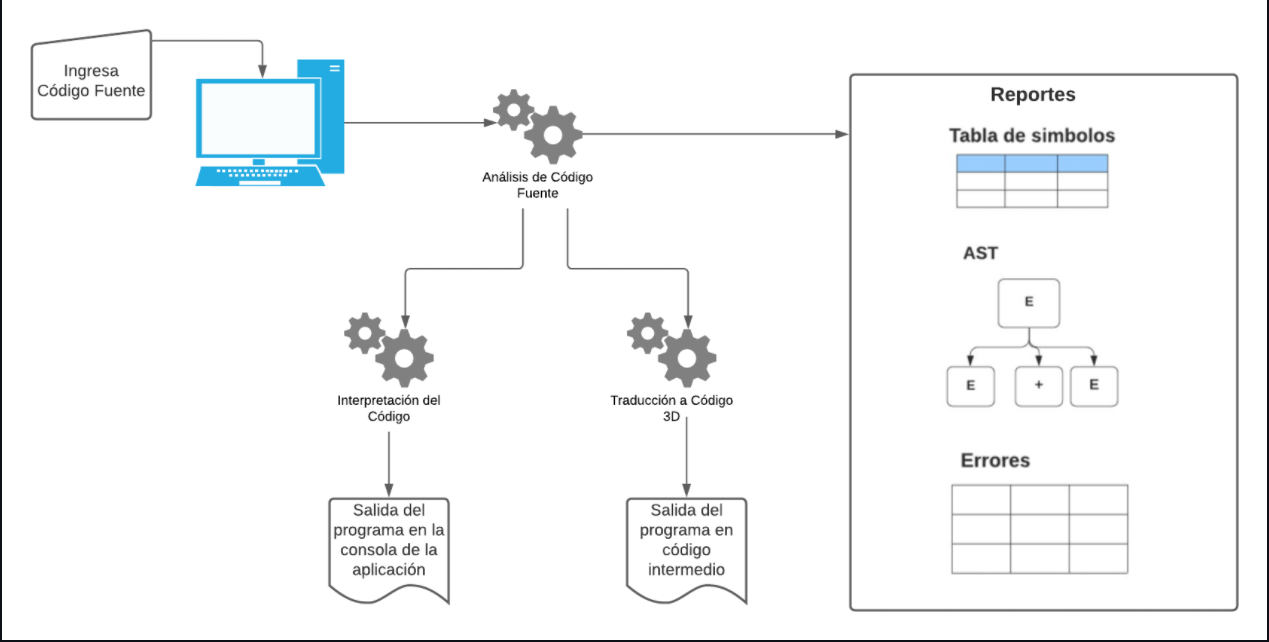 Ingresa
Código Fuente
Análisis de Código
Fuente
Interpretación del
Código
Traducción a Código
3D
Salida del
programa en la
consola de la
aplicación
Salida del
programa en
código
intermedio
Reportes
Tabla de simbolos
AST
E
E
+
E
Errores